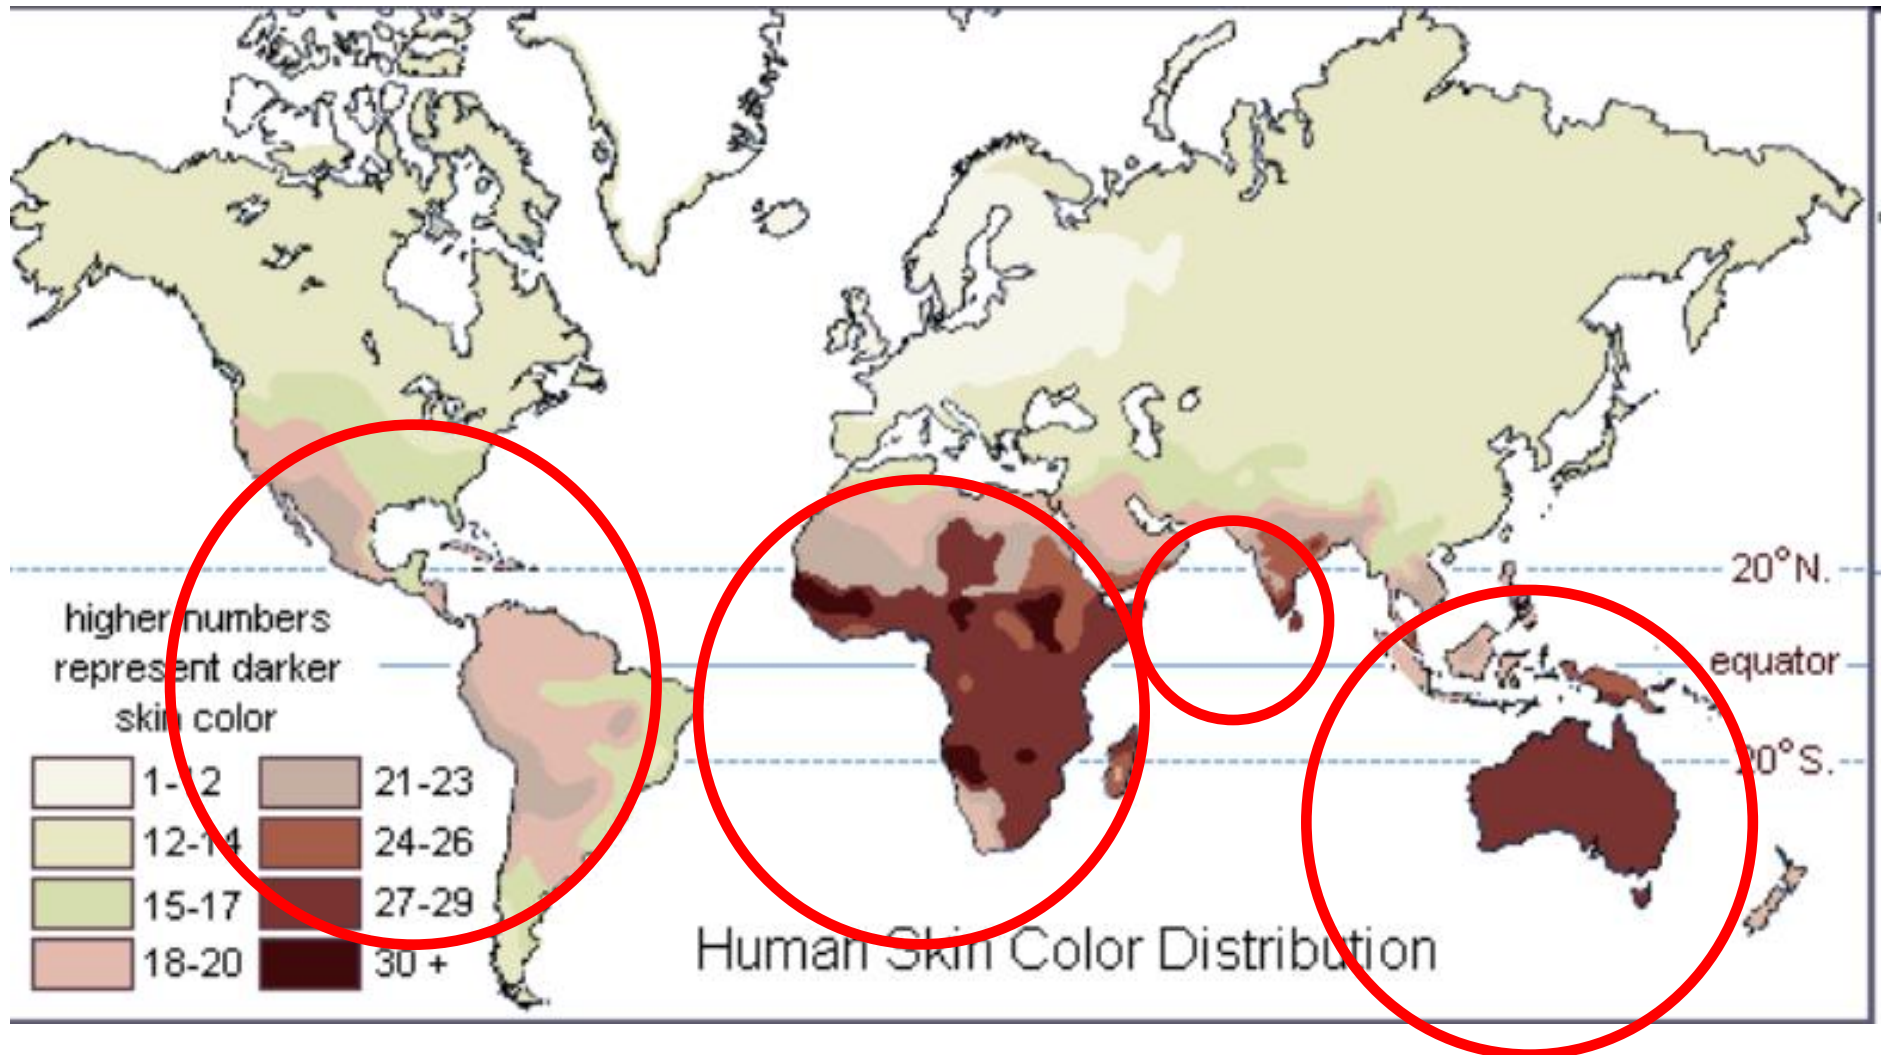 20°N.
higher numbers
represent darker
skin color
equator
20°S.
1-12
12-14
15-17
18-20
21-23
24-26
27-29
30 +
Human Skin Color Distribution